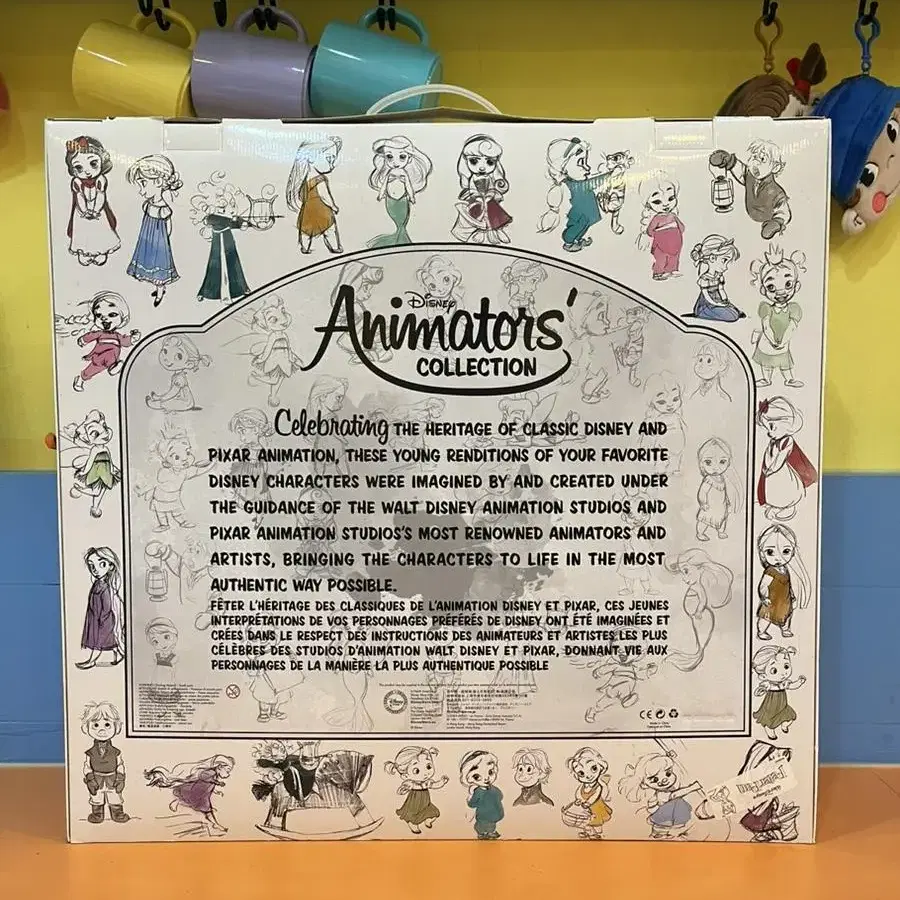 Disney
Animators'
COLLECTION
Celebrating THE HERITAGE OF CLASSIC DISNEY AND
PIXAR ANIMATION, THESE YOUNG RENDITIONS OF YOUR FAVORITE
DISNEY CHARACTERS WERE IMAGINED BY AND CREATED UNDER
THE GUIDANCE OF THE WALT DISNEY ANIMATION STUDIOS AND
PIXAR ANIMATION STUDIOS'S MOST RENOWNED ANIMATORS AND
ARTISTS, BRINGING THE CHARACTERS TO LIFE IN THE MOST
AUTHENTIC WAY POSSIBLE.
FÊTER L'HÉRITAGE DES CLASSIQUES DE L'ANIMATION DISNEY ET PIXAR, CES JEUNES
INTERPRÉTATIONS DE VOS PERSONNAGES PRÉFÉRÉS DE DISNEY ONT ÉTÉ IMAGINÉES ET
CRÉES DANS LE RESPECT DES INSTRUCTIONS DES ANIMATEURS ET ARTISTES LES PLUS
CÉLÈBRES DES STUDIOS D'ANIMATION WALT DISNEY ET PIXAR, DONNANT VIE AUX
PERSONNAGES DE LA MANIÈRE LA PLUS AUTHENTIQUE POSSIBLE
CE